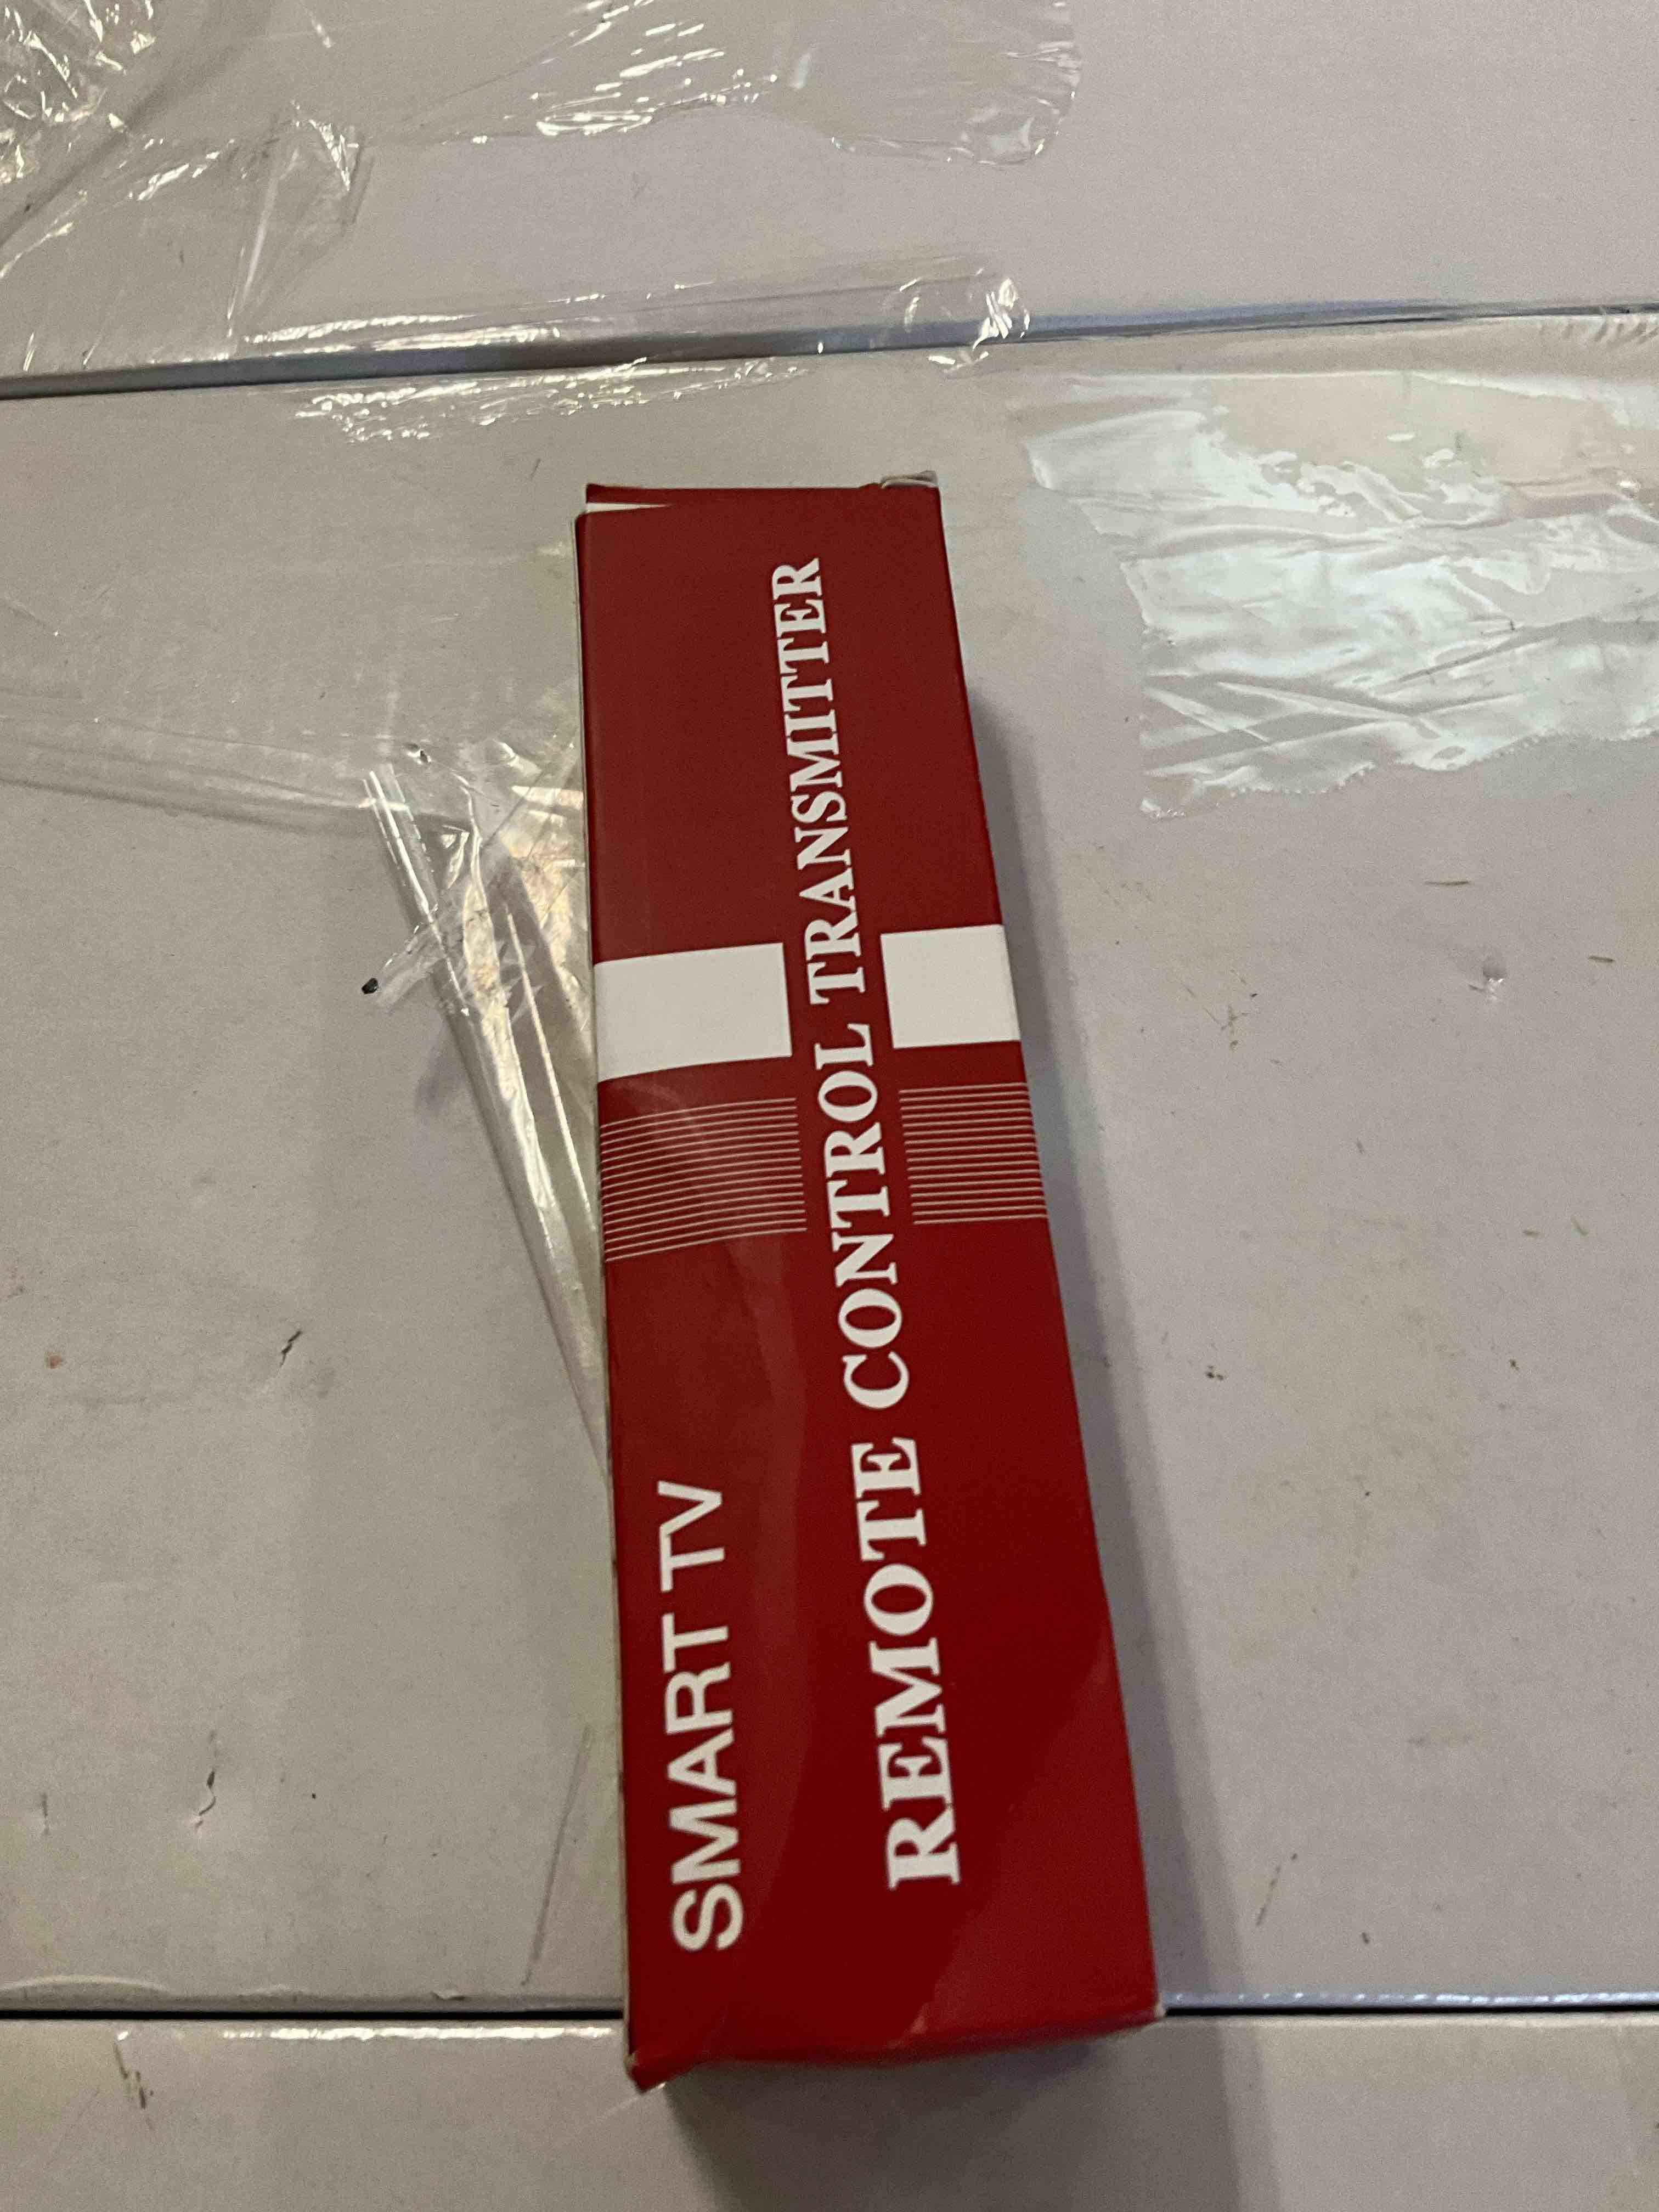 SMART TV
REMOTE CONTROL TRANSMITTER